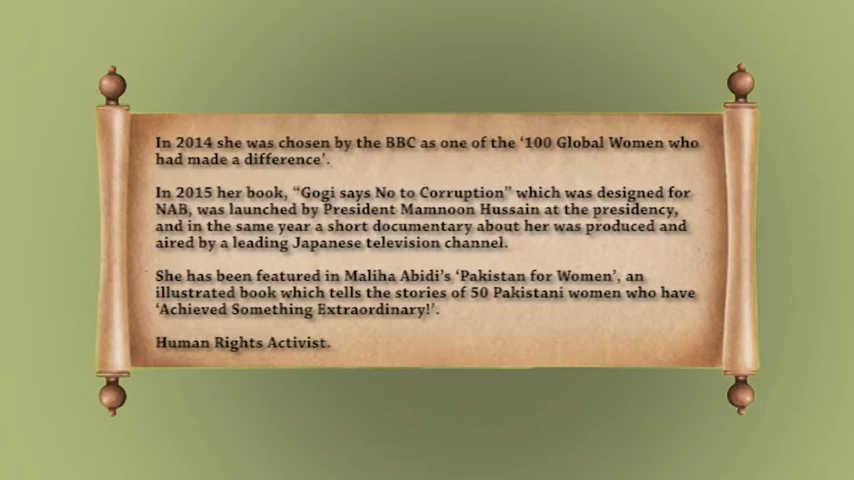 In 2014 she was chosen by the BBC as one of the ‘100 Global Women who
had made a difference’.
In 2015 her book, “Gogi says No to Corruption” which was designed for
NAB, was launched by President Mamnoon Hussain at the presidency,
and in the same year a short documentary about her was produced and
aired by a leading Japanese television channel.
She has been featured in Maliha Abidi’s ‘Pakistan for Women’, an
illustrated book which tells the stories of 50 Pakistani women who have
‘Achieved Something Extraordinary!’.
Human Rights Activist.